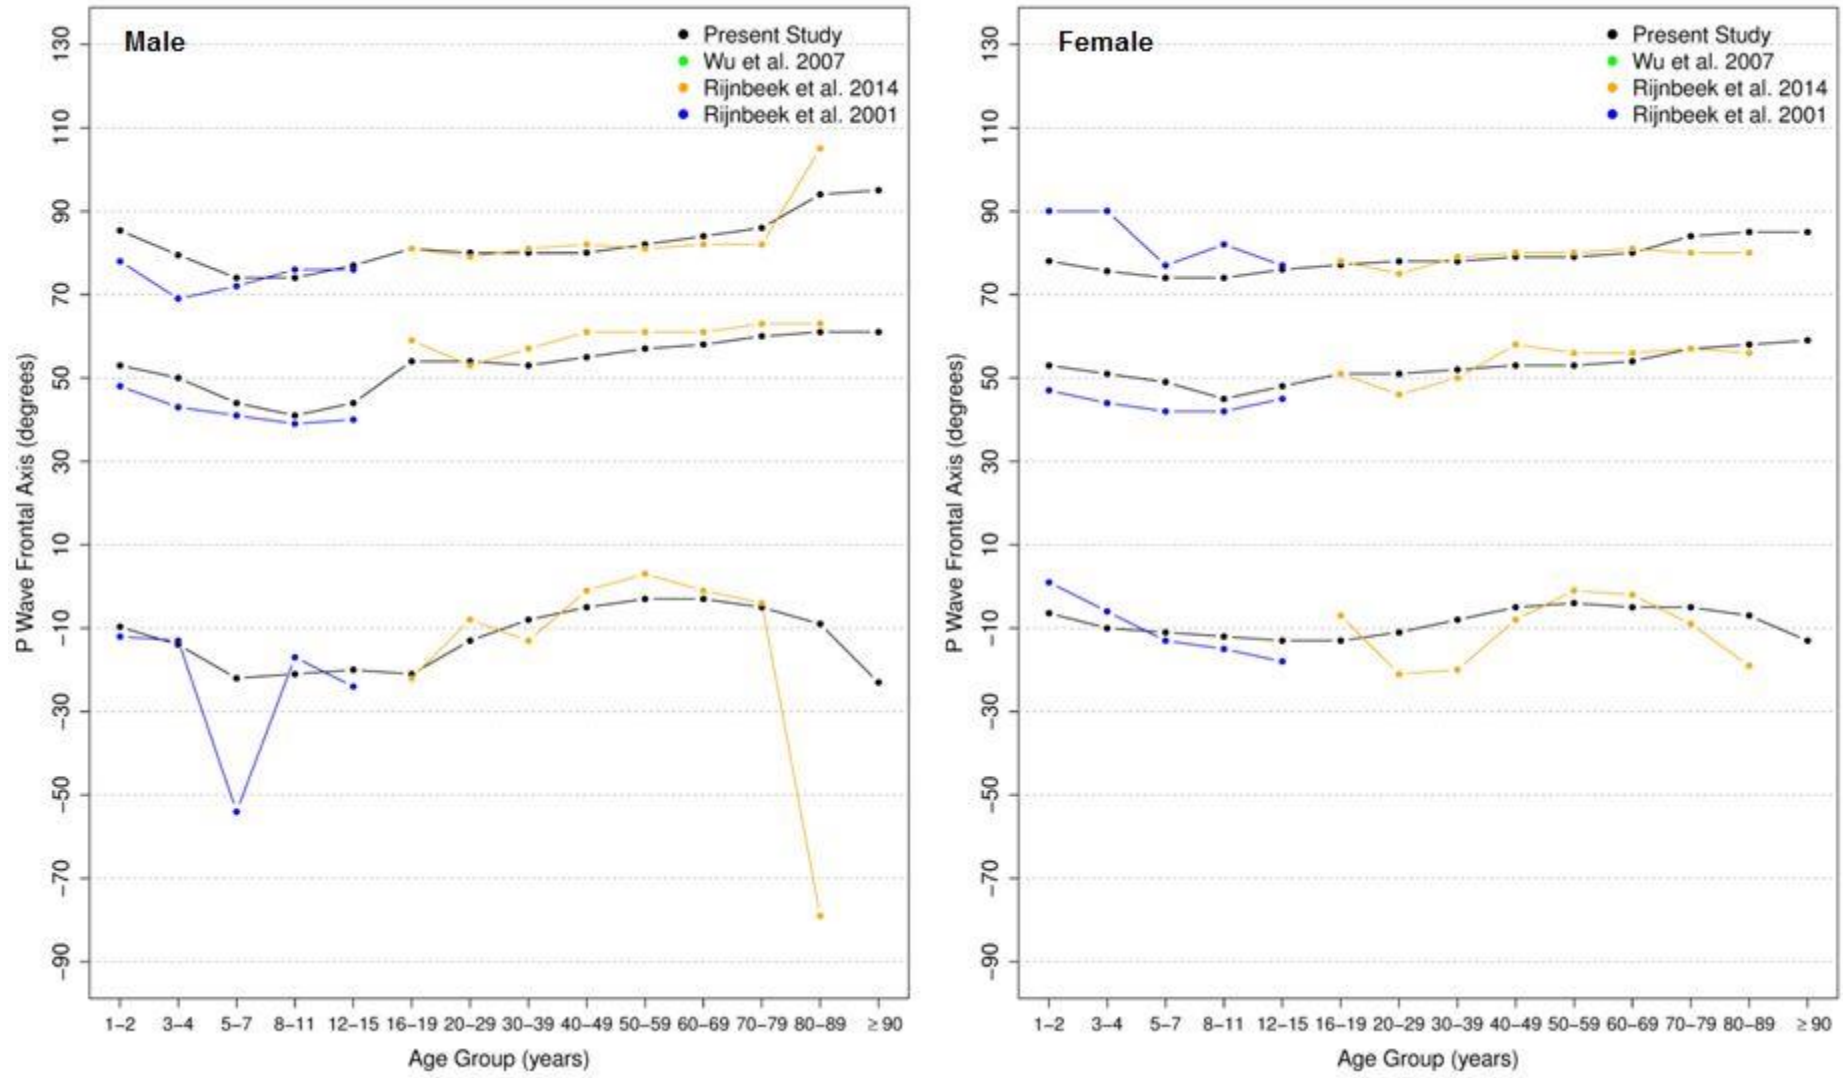 Male
Present Study
Wu et al. 2007
Rijnbeek et al. 2014
Rijnbeek et al. 2001
P Wave Frontal Axis (degrees)
130
110
90
70
50
30
10
−10
−30
−50
−70
−90
1−2 3−4 5−7 8−11 12−15 16−19 20−29 30−39 40−49 50−59 60−69 70−79 80−89 ≥ 90
Age Group (years)
Female
Present Study
Wu et al. 2007
Rijnbeek et al. 2014
Rijnbeek et al. 2001
P Wave Frontal Axis (degrees)
130
110
90
70
50
30
10
−10
−30
−50
−70
−90
1−2 3−4 5−7 8−11 12−15 16−19 20−29 30−39 40−49 50−59 60−69 70−79 80−89 ≥ 90
Age Group (years)